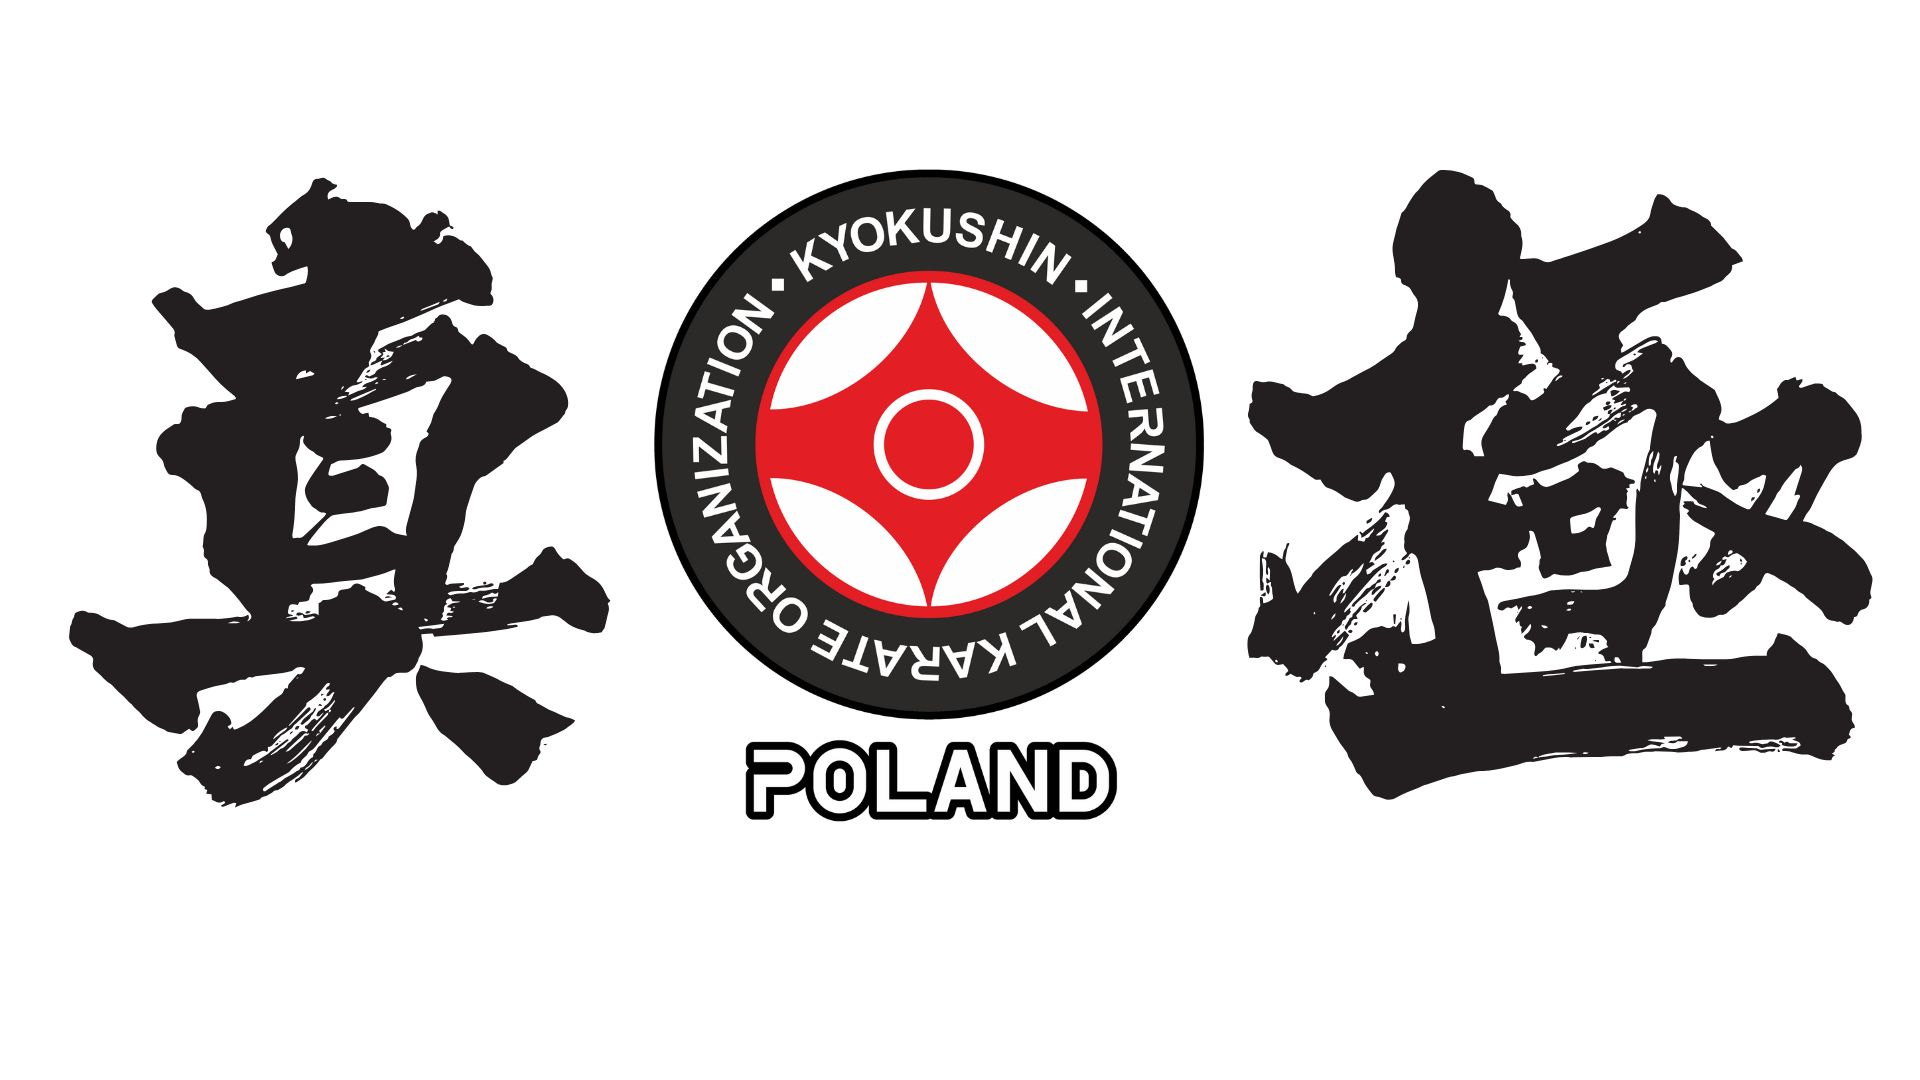 真
KYOKUSHIN • INTERNATIONAL KARATE ORGANIZATION •
POLAND
極